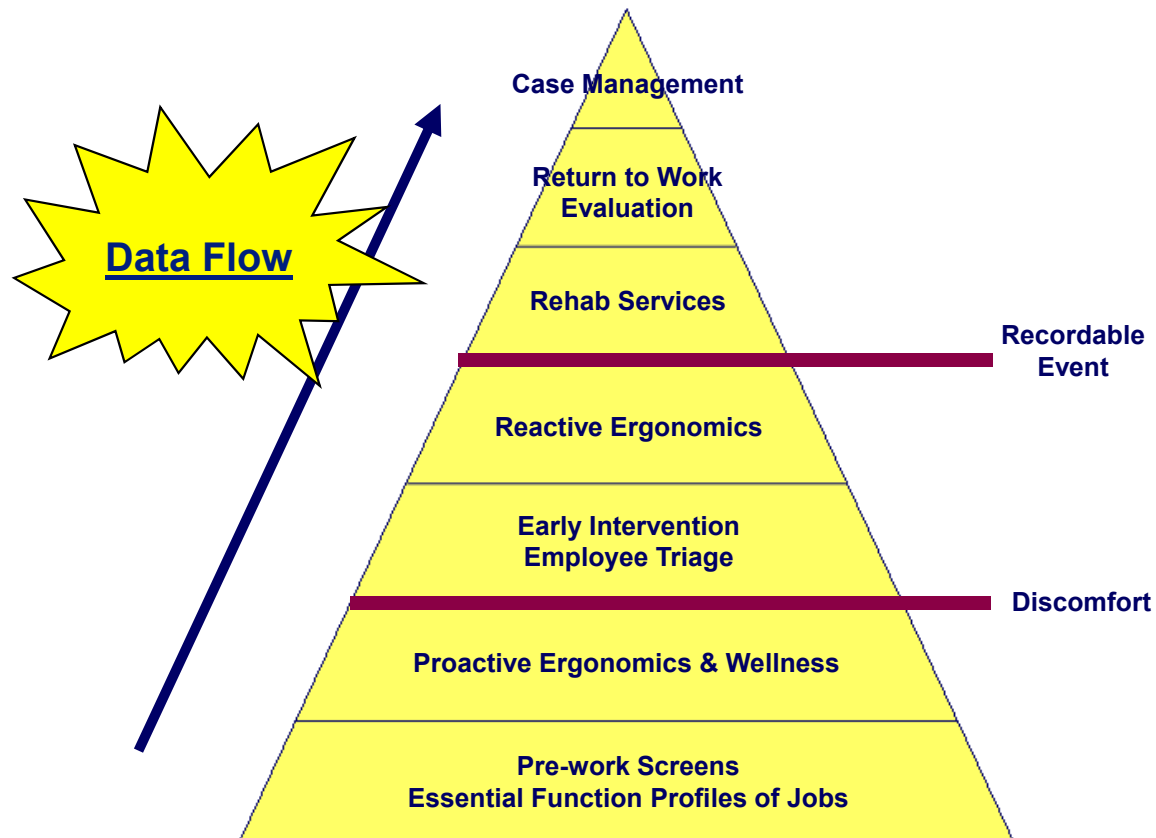 Case Management
Return to Work
Evaluation
Data Flow
Rehab Services
Recordable
Event
Reactive Ergonomics
Early Intervention
Employee Triage
Discomfort
Proactive Ergonomics & Wellness
Pre-work Screens
Essential Function Profiles of Jobs